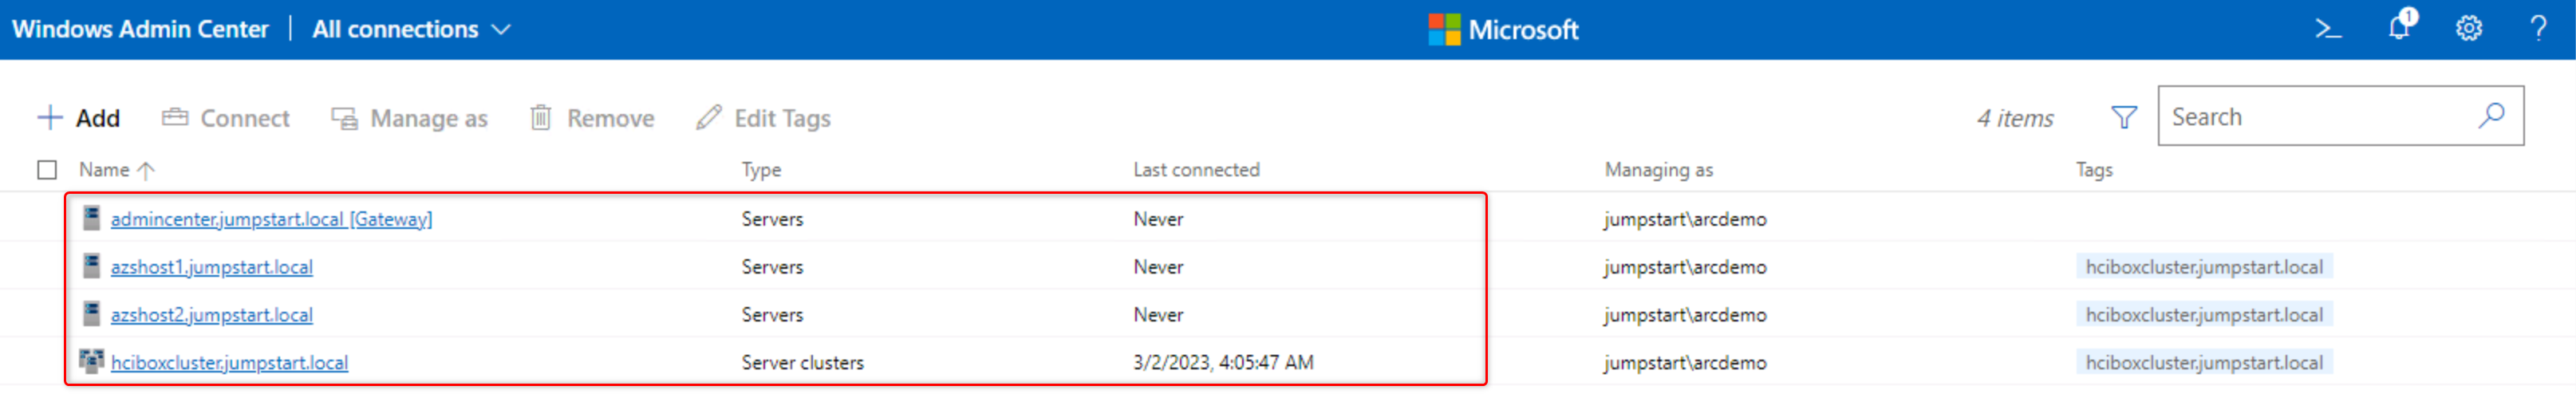 Windows Admin Center | All connections Microsoft >_ 1 ?
Add Connect Manage as Remove Edit Tags 4 items Search
Name Type Last connected Managing as Tags
admincenter.jumpstart.local [Gateway] Servers Never jumpstart\arcdemo
azshost1.jumpstart.local Servers Never jumpstart\arcdemo hciboxcluster.jumpstart.local
azshost2.jumpstart.local Servers Never jumpstart\arcdemo hciboxcluster.jumpstart.local
hciboxcluster.jumpstart.local Server clusters 3/2/2023, 4:05:47 AM jumpstart\arcdemo hciboxcluster.jumpstart.local